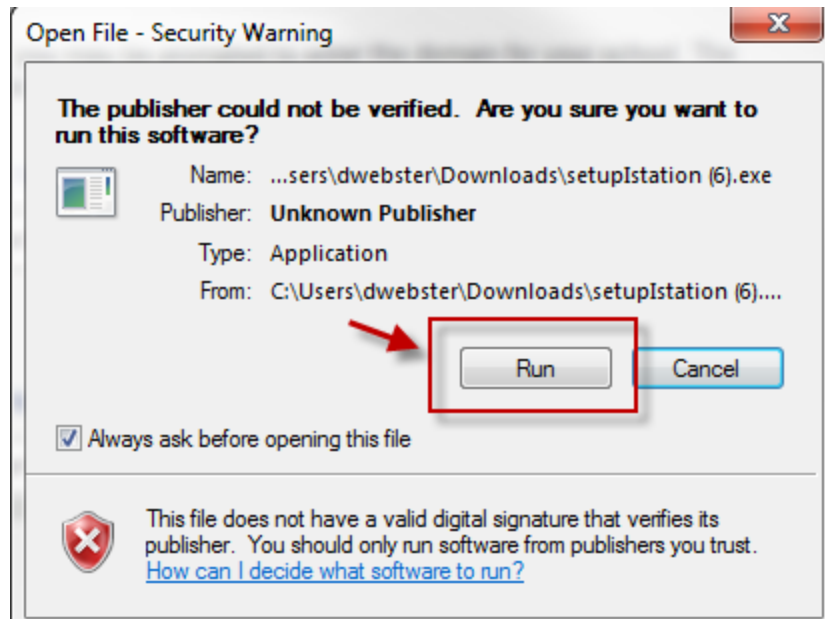 Open File - Security Warning
The publisher could not be verified. Are you sure you want to
run this software?
Name: ...sers\dwebster\Downloads\setupIstation (6).exe
Publisher: Unknown Publisher
Type: Application
From: C:\Users\dwebster\Downloads\setupIstation (6)....
Run Cancel
Always ask before opening this file
This file does not have a valid digital signature that verifies its
publisher. You should only run software from publishers you trust.
How can I decide what software to run?